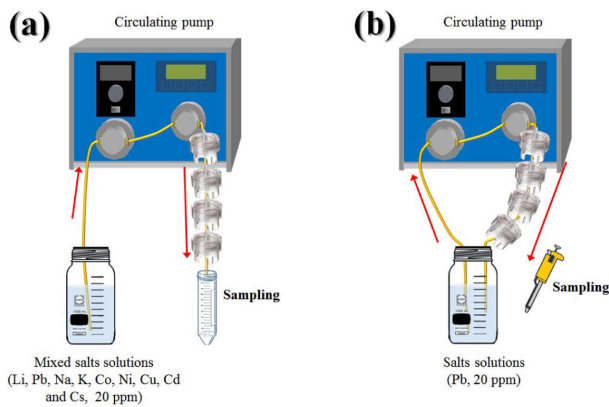 (a)
Circulating pump
Sampling
Mixed salts solutions
(Li, Pb, Na, K, Co, Ni, Cu, Cd
and Cs, 20 ppm)
(b)
Circulating pump
Sampling
Salts solutions
(Pb, 20 ppm)